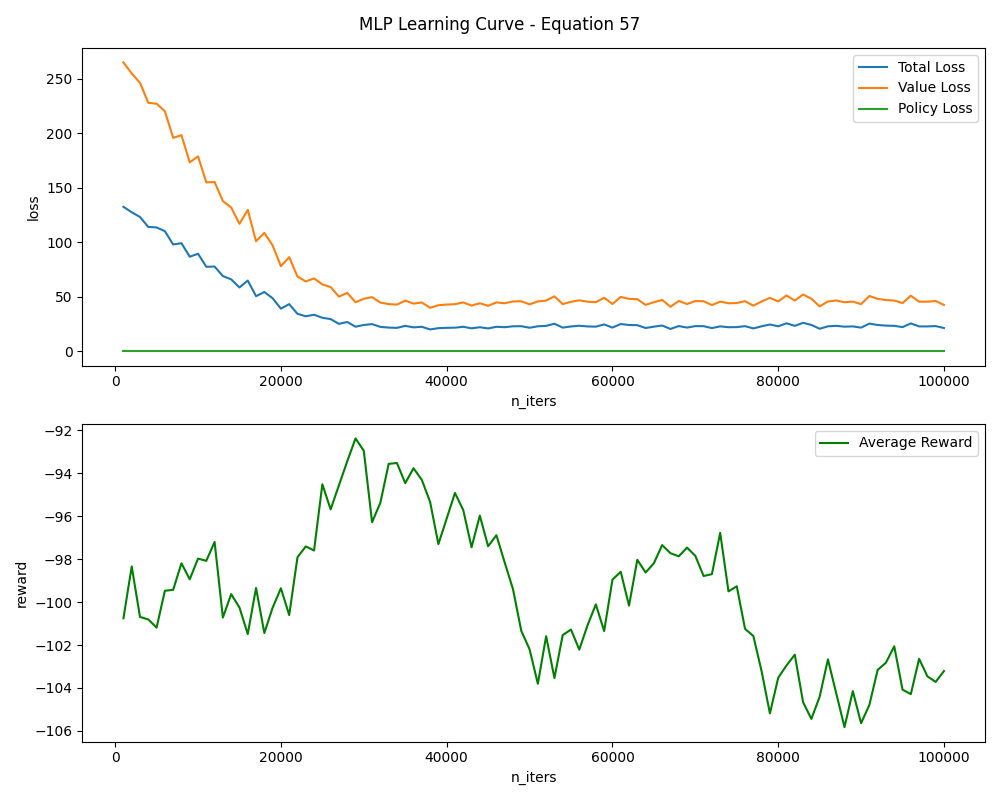 MLP Learning Curve - Equation 57
Total Loss
Value Loss
Policy Loss
250
200
150
100
50
0
loss
0 20000 40000 60000 80000 100000
n_iters
Average Reward
−92
−94
−96
−98
−100
−102
−104
−106
reward
0 20000 40000 60000 80000 100000
n_iters